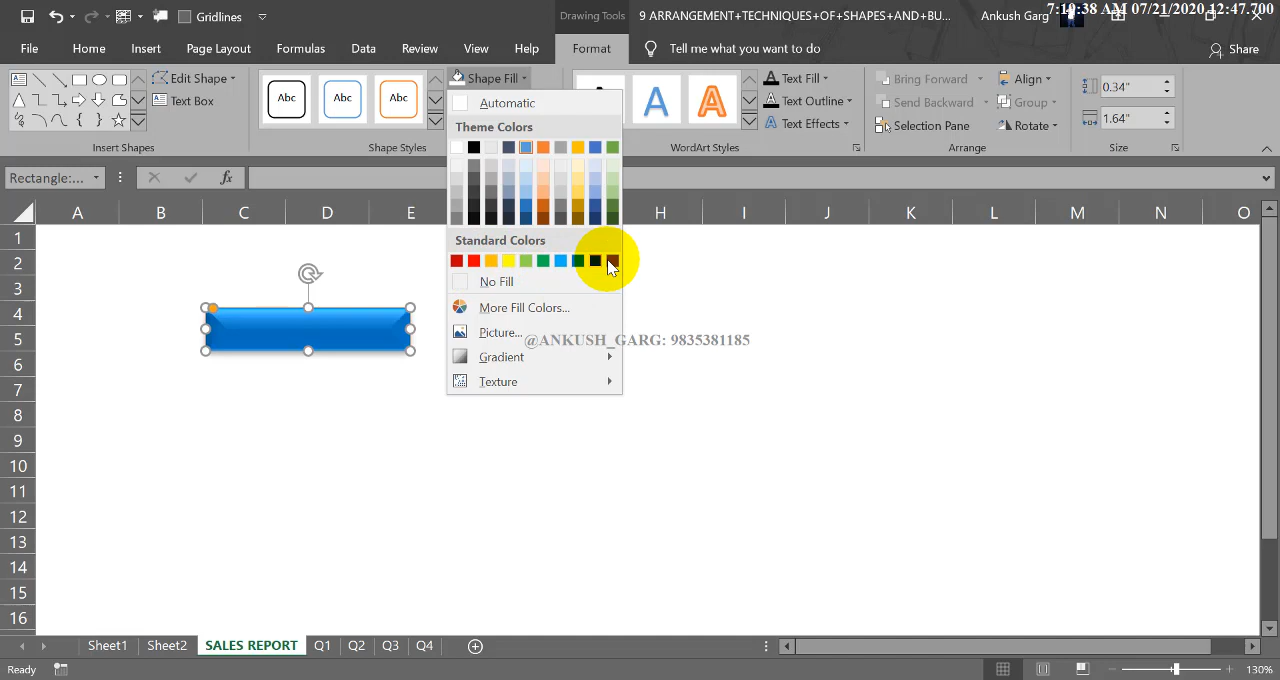 Gridlines
Drawing Tools
9 ARRANGEMENT+TECHNIQUES+OF+SHAPES+AND+BU...
Ankush Garg
7:19:38 AM 07/21/2020 12:47.700
File Home Insert Page Layout Formulas Data Review View Help Format Tell me what you want to do Share
Edit Shape
Text Box
Insert Shapes
Abc Abc Abc
Shape Styles
Shape Fill
A A A
Text Fill
Text Outline
Text Effects
WordArt Styles
Bring Forward
Send Backward
Selection Pane
Align
Group
Rotate
Arrange
0.34"
1.64"
Size
Automatic
Theme Colors
Standard Colors
No Fill
More Fill Colors...
Picture...
Gradient
Texture
Rectangle:...
fx
A B C D E H I J K L M N O
1
2
3
4
5
6
7
8
9
10
11
12
13
14
15
16
@ANKUSH_GARG: 9835381185
Sheet1 Sheet2 SALES REPORT Q1 Q2 Q3 Q4
Ready
130%